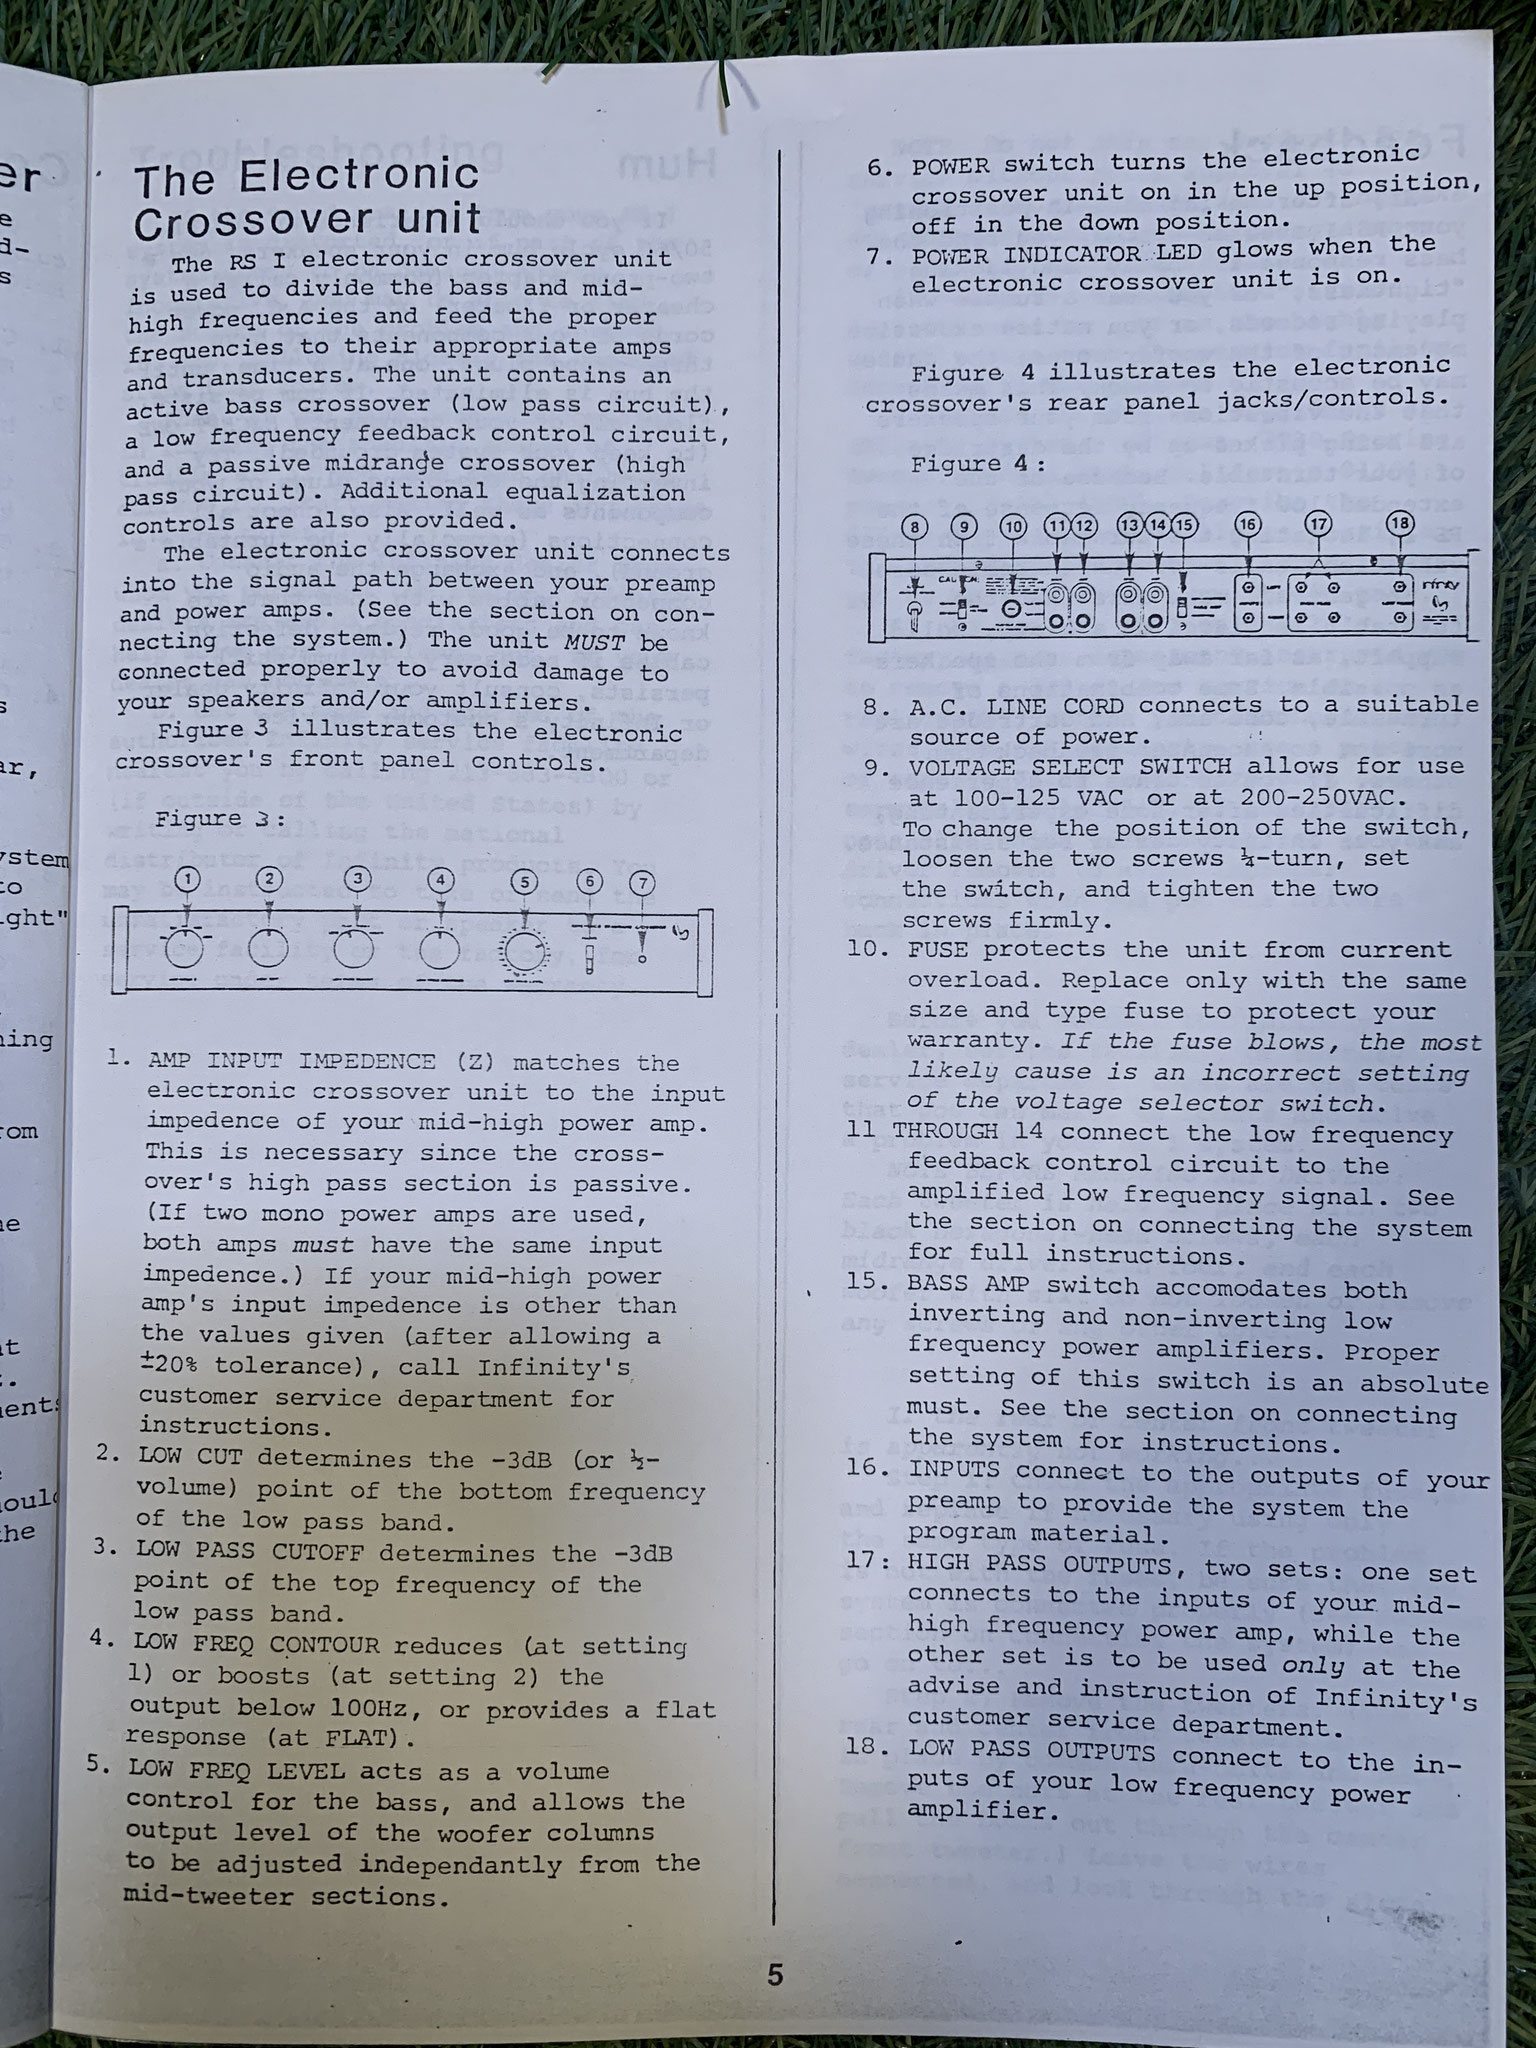 er
e
d-
s
s
ar,
ystem
to
ight"
ning
rom
ne
at
:.
ments
e
ould
the
The Electronic
Crossover unit
The RS I electronic crossover unit
is used to divide the bass and mid-
high frequencies and feed the proper
frequencies to their appropriate amps
and transducers. The unit contains an
active bass crossover (low pass circuit),
a low frequency feedback control circuit,
and a passive midrange crossover (high
pass circuit). Additional equalization
controls are also provided.
The electronic crossover unit connects
into the signal path between your preamp
and power amps. (See the section on con-
necting the system.) The unit MUST be
connected properly to avoid damage to
your speakers and/or amplifiers.
Figure 3 illustrates the electronic
crossover's front panel controls.
Figure 3:
1 2 3 4 5 6 7
1. AMP INPUT IMPEDENCE (Z) matches the
electronic crossover unit to the input
impedence of your mid-high power amp.
This is necessary since the cross-
over's high pass section is passive.
(If two mono power amps are used,
both amps must have the same input
impedence.) If your mid-high power
amp's input impedence is other than
the values given (after allowing a
±20% tolerance), call Infinity's
customer service department for
instructions.
2. LOW CUT determines the -3dB (or ½-
volume) point of the bottom frequency
of the low pass band.
3. LOW PASS CUTOFF determines the -3dB
point of the top frequency of the
low pass band.
4. LOW FREQ CONTOUR reduces (at setting
1) or boosts (at setting 2) the
output below 100Hz, or provides a flat
response (at FLAT).
5. LOW FREQ LEVEL acts as a volume
control for the bass, and allows the
output level of the woofer columns
to be adjusted independantly from the
mid-tweeter sections.
6. POWER switch turns the electronic
crossover unit on in the up position,
off in the down position.
7. POWER INDICATOR LED glows when the
electronic crossover unit is on.
Figure 4 illustrates the electronic
crossover's rear panel jacks/controls.
Figure 4:
8 9 10 11 12 13 14 15 16 17 18
8. A.C. LINE CORD connects to a suitable
source of power.
9. VOLTAGE SELECT SWITCH allows for use
at 100-125 VAC or at 200-250VAC.
To change the position of the switch,
loosen the two screws ¼-turn, set
the switch, and tighten the two
screws firmly.
10. FUSE protects the unit from current
overload. Replace only with the same
size and type fuse to protect your
warranty. If the fuse blows, the most
likely cause is an incorrect setting
of the voltage selector switch.
11 THROUGH 14 connect the low frequency
feedback control circuit to the
amplified low frequency signal. See
the section on connecting the system
for full instructions.
15. BASS AMP switch accomodates both
inverting and non-inverting low
frequency power amplifiers. Proper
setting of this switch is an absolute
must. See the section on connecting
the system for instructions.
16. INPUTS connect to the outputs of your
preamp to provide the system the
program material.
17: HIGH PASS OUTPUTS, two sets: one set
connects to the inputs of your mid-
high frequency power amp, while the
other set is to be used only at the
advise and instruction of Infinity's
customer service department.
18. LOW PASS OUTPUTS connect to the in-
puts of your low frequency power
amplifier.
5